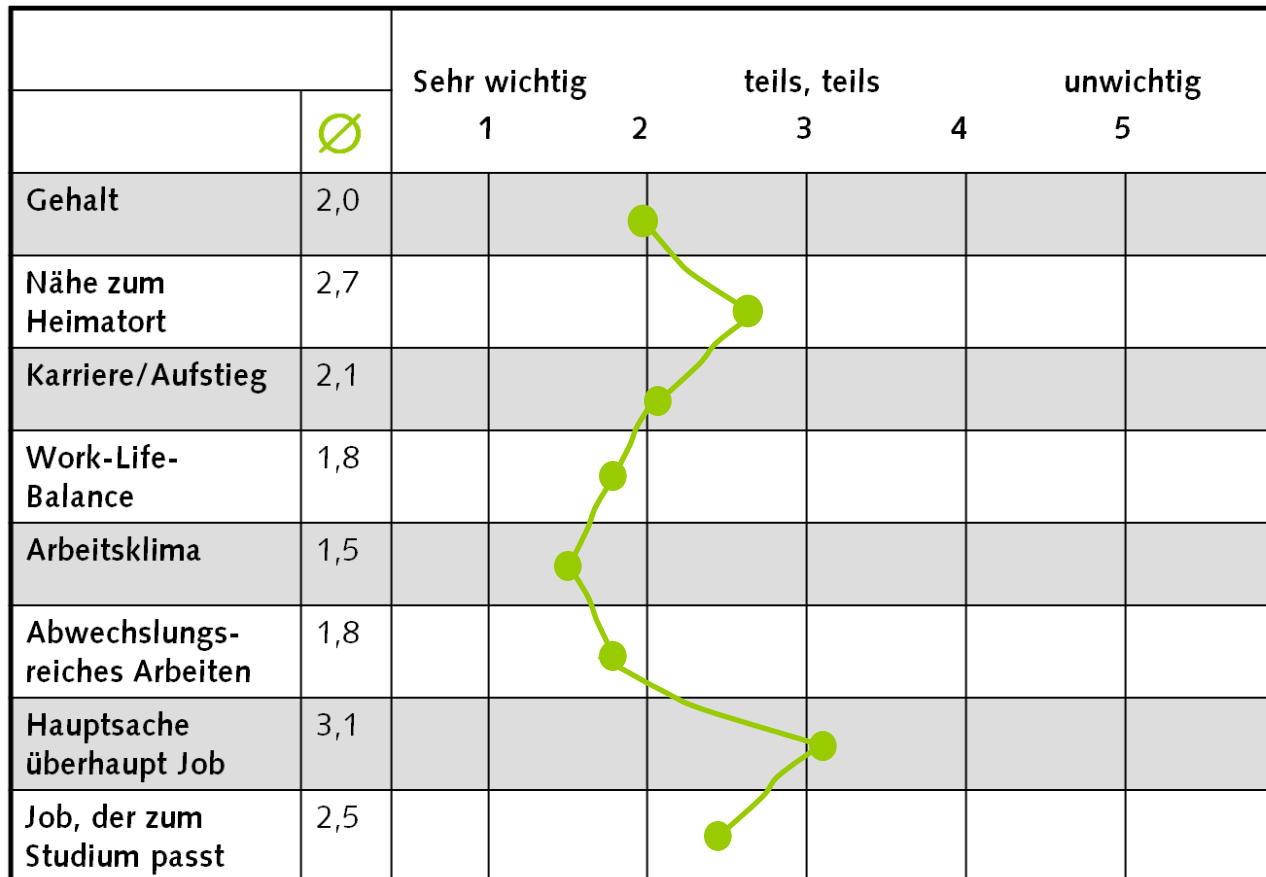 Sehr wichtig teils, teils unwichtig
Ø 1 2 3 4 5
Gehalt 2,0
Nähe zum 2,7
Heimatort
Karriere/Aufstieg 2,1
Work-Life- 1,8
Balance
Arbeitsklima 1,5
Abwechslungs- 1,8
reiches Arbeiten
Hauptsache 3,1
überhaupt Job
Job, der zum 2,5
Studium passt